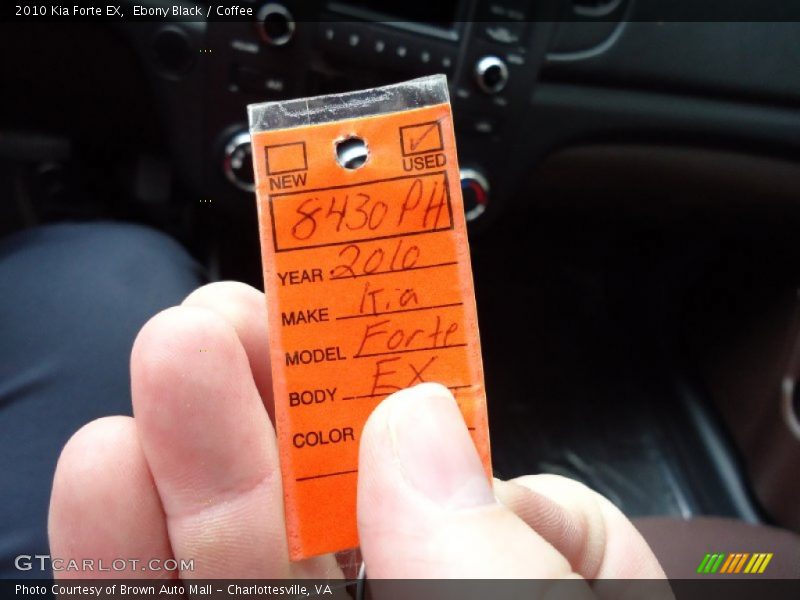 2010 Kia Forte EX, Ebony Black / Coffee
NEW USED
8430 PH
YEAR 2010
MAKE Kia
MODEL Forte
BODY EX
COLOR
GTCARLOT.COM
Photo Courtesy of Brown Auto Mall - Charlottesville, VA